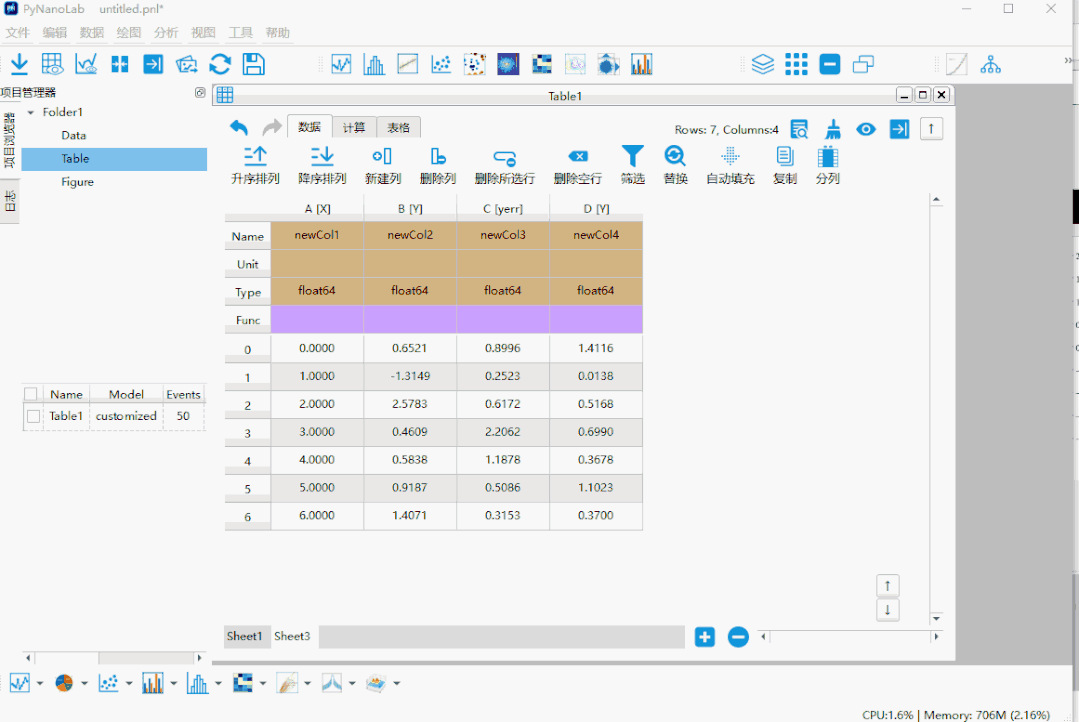 PyNanoLab untitled.pnl*
文件 编辑 数据 绘图 分析 视图 工具 帮助
项目管理器
项目浏览器
日志
Folder1
Data
Table
Figure
Name Model Events
Table1 customized 50
Table1
数据 计算 表格
Rows: 7, Columns:4
升序排列 降序排列 新建列 删除列 删除所选行 删除空行 筛选 替换 自动填充 复制 分列
A [X] B [Y] C [yerr] D [Y]
Name newCol1 newCol2 newCol3 newCol4
Unit
Type float64 float64 float64 float64
Func
0 0.0000 0.6521 0.8996 1.4116
1 1.0000 -1.3149 0.2523 0.0138
2 2.0000 2.5783 0.6172 0.5168
3 3.0000 0.4609 2.2062 0.6990
4 4.0000 0.5838 1.1878 0.3678
5 5.0000 0.9187 0.5086 1.1023
6 6.0000 1.4071 0.3153 0.3700
Sheet1 Sheet3
CPU:1.6% | Memory: 706M (2.16%)